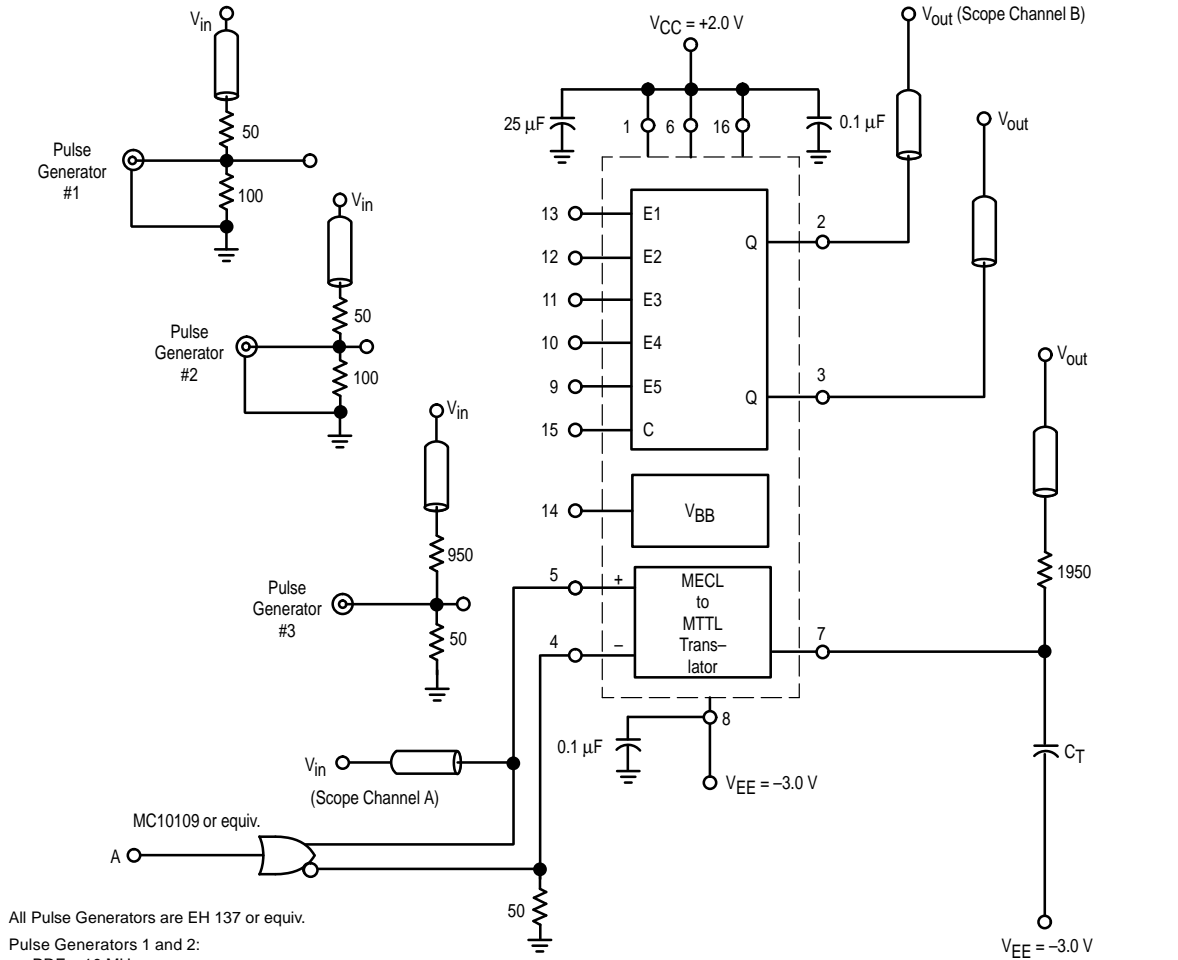 Vin
50
Pulse
Generator
#1
100
Vin
50
Pulse
Generator
#2
100
Vin
950
Pulse
Generator
#3
50
VCC = +2.0 V
25 μF
1
6
16
0.1 μF
Vout (Scope Channel B)
Vout
13
E1
12
E2
11
E3
10
E4
9
E5
15
C
Q
2
Q
3
14
VBB
5
+
4
–
MECL
to
MTTL
Trans–
lator
7
Vout
1950
CT
VEE = –3.0 V
8
0.1 μF
VEE = –3.0 V
Vin
(Scope Channel A)
MC10109 or equiv.
A
50
All Pulse Generators are EH 137 or equiv.
Pulse Generators 1 and 2: